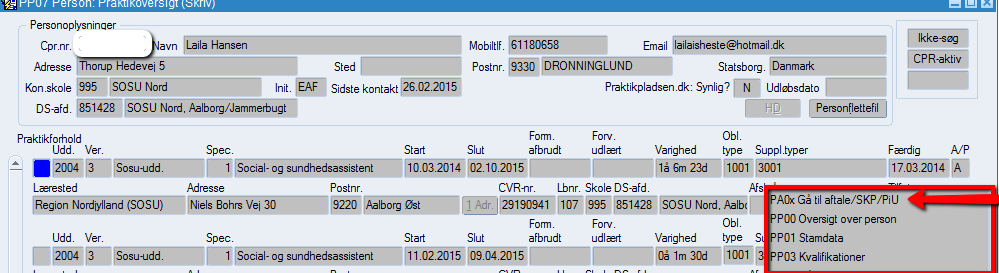 PP07 Person: Praktikoversigt (Skriv)
Personoplysninger
Cpr.nr. Navn Laila Hansen Mobiltlf. 61180658 Email lailaisheste@hotmail.dk Ikke-søg
Adresse Thorup Hedevej 5 Sted Postnr. 9330 DRONNINGLUND Statsborg. Danmark CPR-aktiv
Kon.skole 995 SOSU Nord Init. EAF Sidste kontakt 26.02.2015 Praktikpladsen.dk: Synlig? N Udløbsdato
DS-afd. 851428 SOSU Nord, Aalborg/Jammerbugt HD Personflettefil
Praktikforhold
Udd. Ver. Spec. Start Slut Form. afbrudt Forv. udlært Varighed Obl. type Suppl.typer Færdig A/P
2004 3 Sosu-udd. 1 Social- og sundhedsassistent 10.03.2014 02.10.2015 1å 6m 23d 1001 3001 17.03.2014 A
Lærested Adresse Postnr. CVR-nr. Lbnr. Skole DS-afd.
Region Nordjylland (SOSU) Niels Bohrs Vej 30 9220 Aalborg Øst 1 Adr. 29190941 107 995 851428 SOSU Nord, Aalb
PA0x Gå til aftale/SKP/PiU
PP00 Oversigt over person
Udd. Ver. Spec. Start Slut Form. afbrudt Forv. udlært Varighed Obl. type
PP01 Stamdata
2004 3 Sosu-udd. 1 Social- og sundhedsassistent 11.02.2015 09.04.2015 0å 1m 30d 1001
PP03 Kvalifikationer